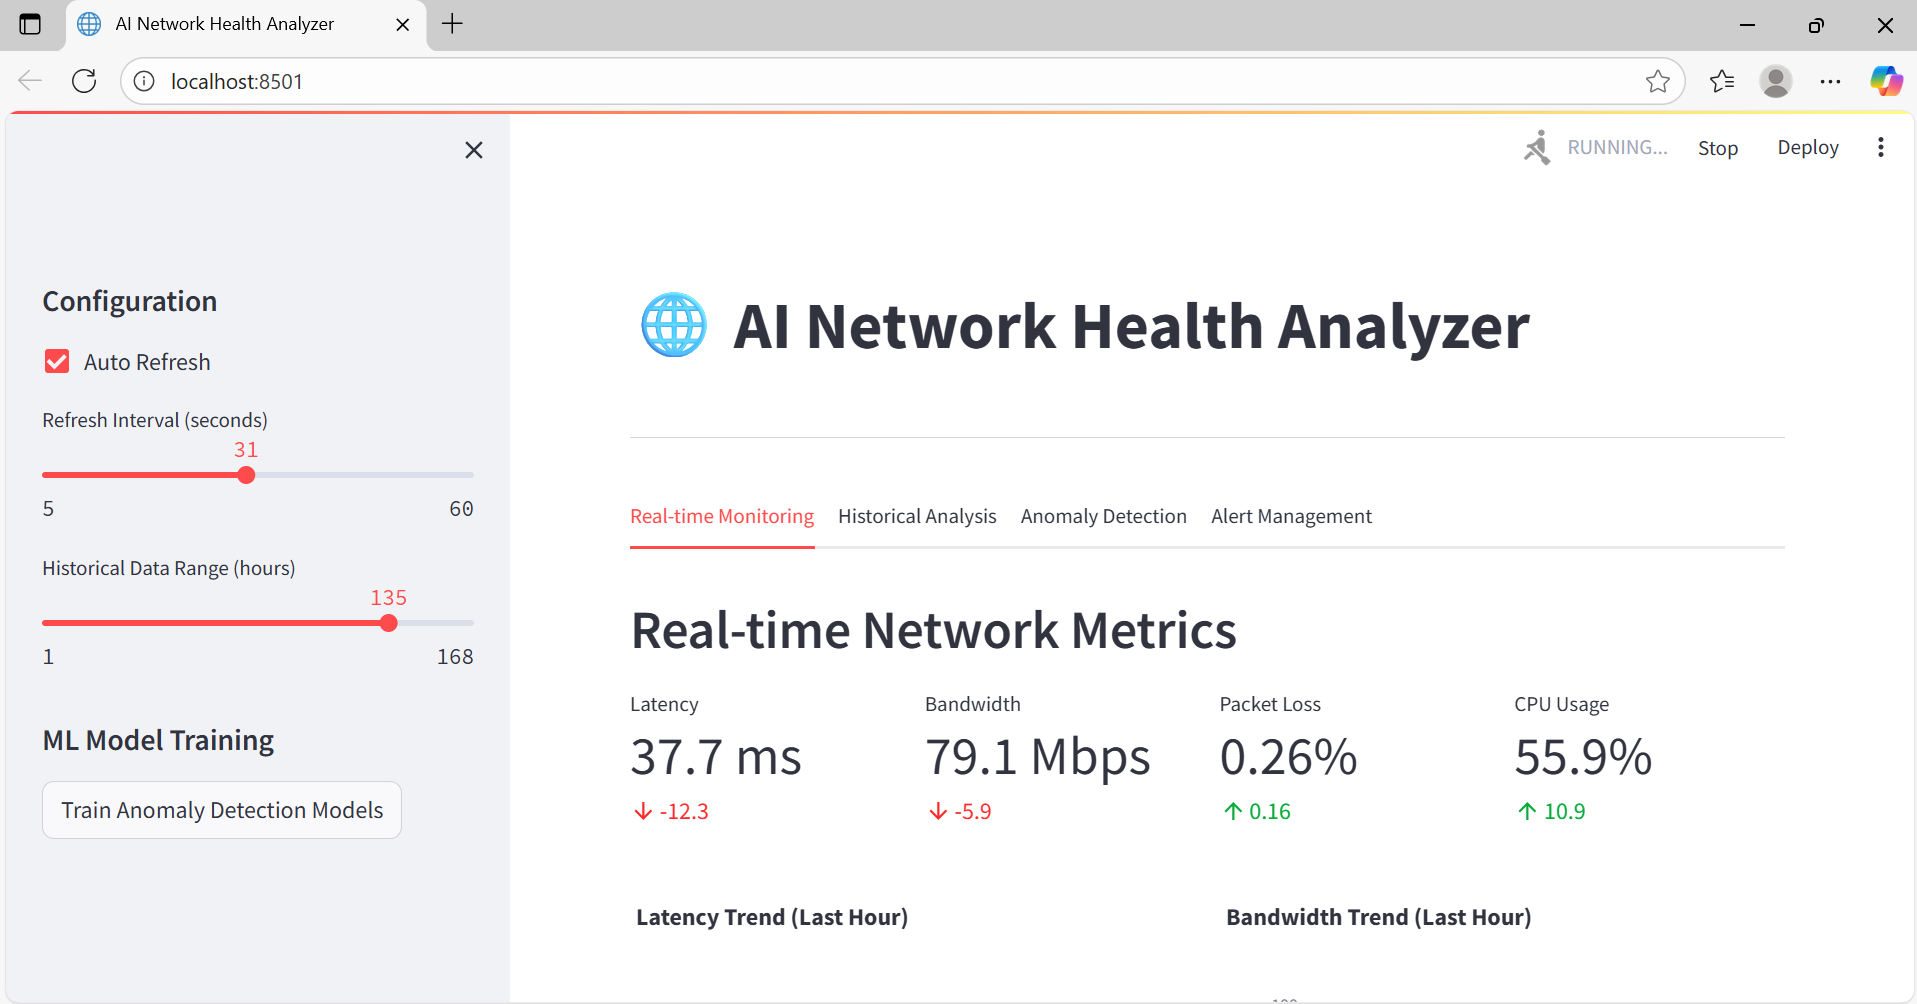 AI Network Health Analyzer
localhost:8501
RUNNING...
Stop
Deploy
Configuration
Auto Refresh
Refresh Interval (seconds)
31
5
60
Historical Data Range (hours)
135
1
168
ML Model Training
Train Anomaly Detection Models
AI Network Health Analyzer
Real-time Monitoring
Historical Analysis
Anomaly Detection
Alert Management
Real-time Network Metrics
Latency
37.7 ms
↓ -12.3
Bandwidth
79.1 Mbps
↓ -5.9
Packet Loss
0.26%
↑ 0.16
CPU Usage
55.9%
↑ 10.9
Latency Trend (Last Hour)
Bandwidth Trend (Last Hour)